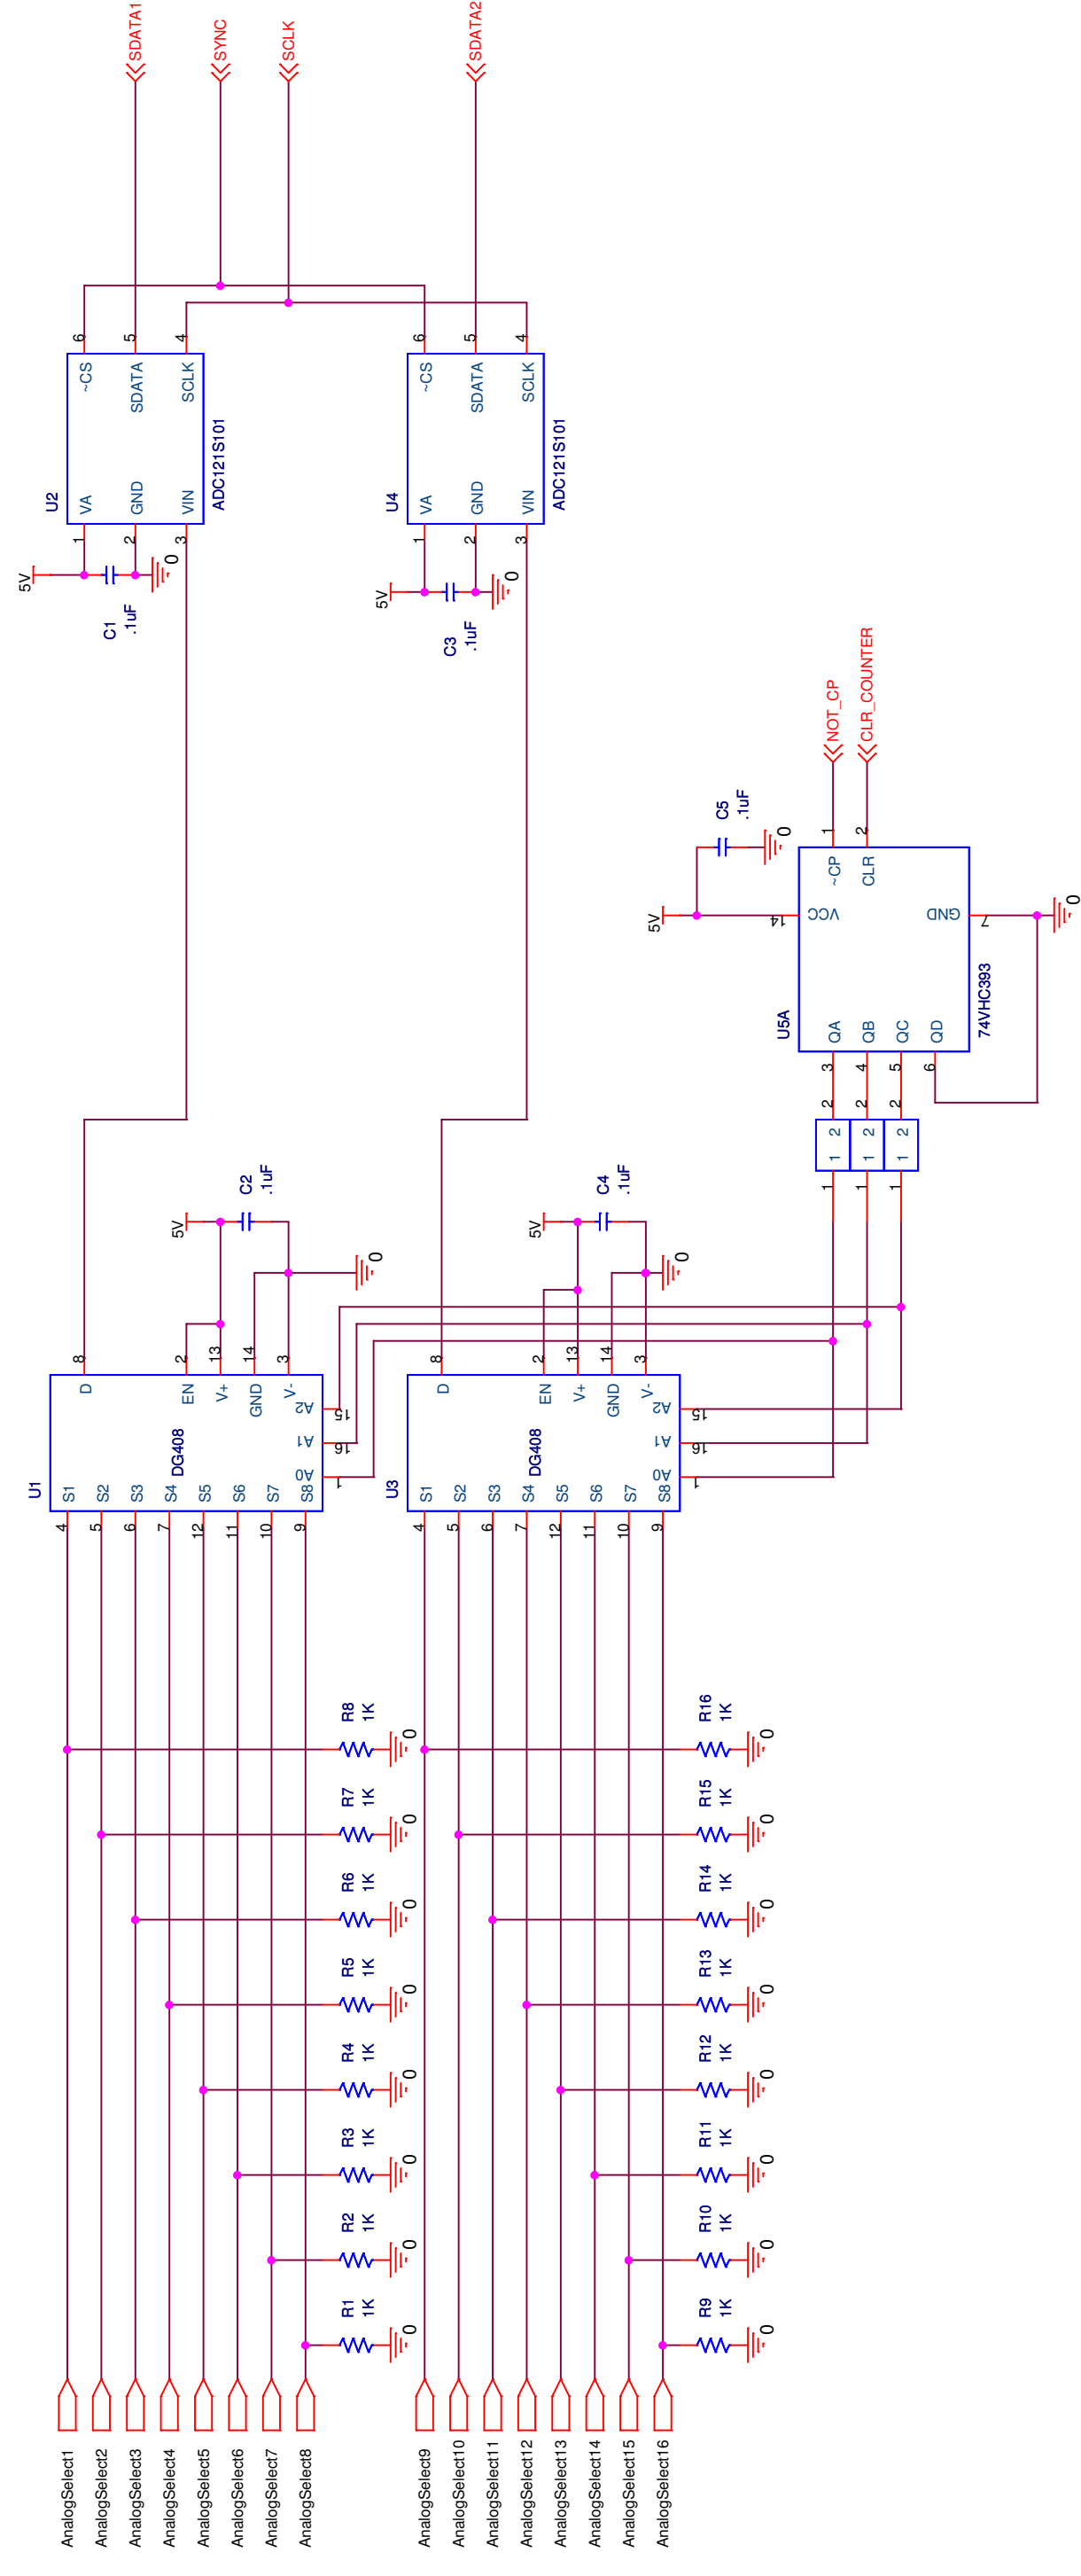 SDATA1
SYNC
SCLK
SDATA2
6
5
4
~CS
SDATA
SCLK
U2
ADC121S101
VA
GND
VIN
1
2
3
5V
0
C1
.1uF
6
5
4
~CS
SDATA
SCLK
U4
ADC121S101
VA
GND
VIN
1
2
3
5V
0
C3
.1uF
NOT_CP
CLR_COUNTER
C5
.1uF
0
5V
1
2
~CP
CLR
14
VCC
GND
7
0
U5A
74VHC393
QA
QB
QC
QD
3
4
5
6
2
2
2
1 2
1 2
1 2
1
1
1
5V
C2
.1uF
0
8
2
13
14
3
D
EN
V+
GND
V-
A2
A1
A0
15
16
1
U1
DG408
S1
S2
S3
S4
S5
S6
S7
S8
4
5
6
7
12
11
10
9
5V
C4
.1uF
0
8
2
13
14
3
D
EN
V+
GND
V-
A2
A1
A0
15
16
1
U3
DG408
S1
S2
S3
S4
S5
S6
S7
S8
4
5
6
7
12
11
10
9
R8
1K
0
R7
1K
0
R6
1K
0
R5
1K
0
R4
1K
0
R3
1K
0
R2
1K
0
R1
1K
0
R16
1K
0
R15
1K
0
R14
1K
0
R13
1K
0
R12
1K
0
R11
1K
0
R10
1K
0
R9
1K
0
AnalogSelect1
AnalogSelect2
AnalogSelect3
AnalogSelect4
AnalogSelect5
AnalogSelect6
AnalogSelect7
AnalogSelect8
AnalogSelect9
AnalogSelect10
AnalogSelect11
AnalogSelect12
AnalogSelect13
AnalogSelect14
AnalogSelect15
AnalogSelect16